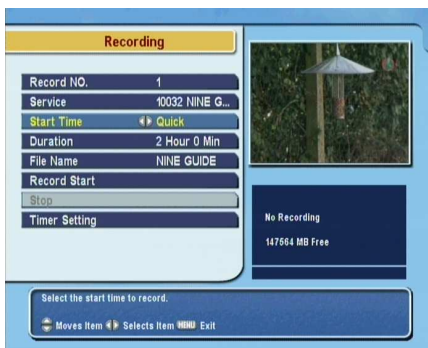 Recording
Record NO. 1
Service 10032 NINE G...
Start Time Quick
Duration 2 Hour 0 Min
File Name NINE GUIDE
Record Start
Stop
Timer Setting
No Recording
147564 MB Free
Select the start time to record.
Moves Item Selects Item MENU Exit